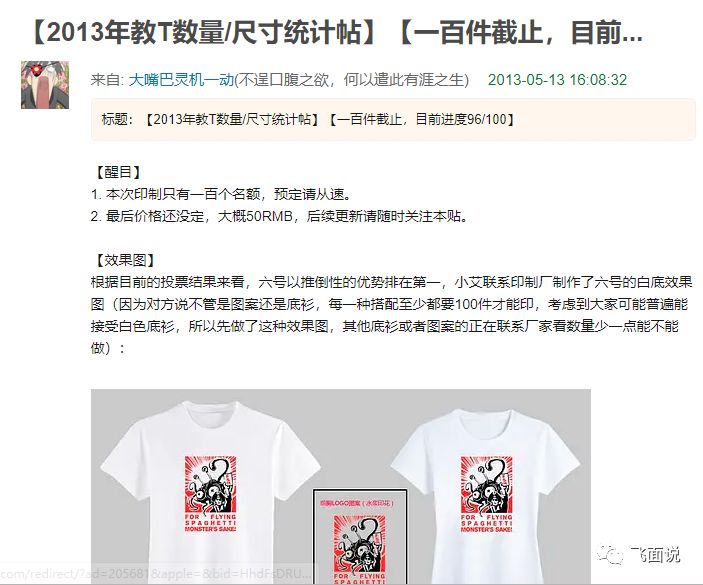 【2013年教T数量/尺寸统计帖】【一百件截止，目前...
来自: 大嘴巴灵机一动(不逞口腹之欲，何以遣此有涯之生) 2013-05-13 16:08:32
标题：【2013年教T数量/尺寸统计帖】【一百件截止，目前进度96/100】
【醒目】
1. 本次印制只有一百个名额，预定请从速。
2. 最后价格还没定，大概50RMB，后续更新请随时关注本贴。
【效果图】
根据目前的投票结果来看，六号以推倒性的优势排在第一，小艾联系印制厂制作了六号的白底效果
图（因为对方说不管是图案还是底衫，每一种搭配至少都要100件才能印，考虑到大家可能普遍能
接受白色底衫，所以先做了这种效果图，其他底衫或者图案的正在联系厂家看数量少一点能不能
做）：
FOR FLYING
SPAGHETTI
MONSTER'S SAKE!
FOR FLYING
SPAGHETTI
MONSTER'S SAKE!
LOGO图案（水浆印花）
FOR FLYING
SPAGHETTI
飞面说
com/redirect/?ad=205681&apple=&bid=HhdFsDRU...